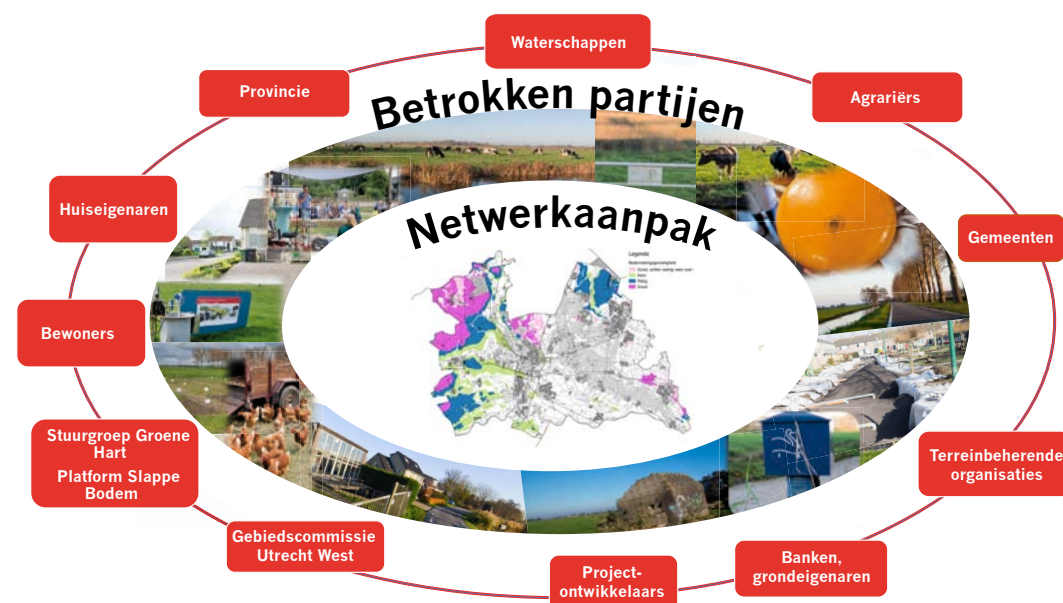 Waterschappen
Provincie
Agrariërs
Betrokken partijen
Huiseigenaren
Netwerkaanpak
Gemeenten
Legenda
Bewoners
Stuurgroep Groene
Hart
Platform Slappe
Bodem
Terreinbeherende
organisaties
Gebiedscommissie
Utrecht West
Banken,
grondeigenaren
Project-
ontwikkelaars